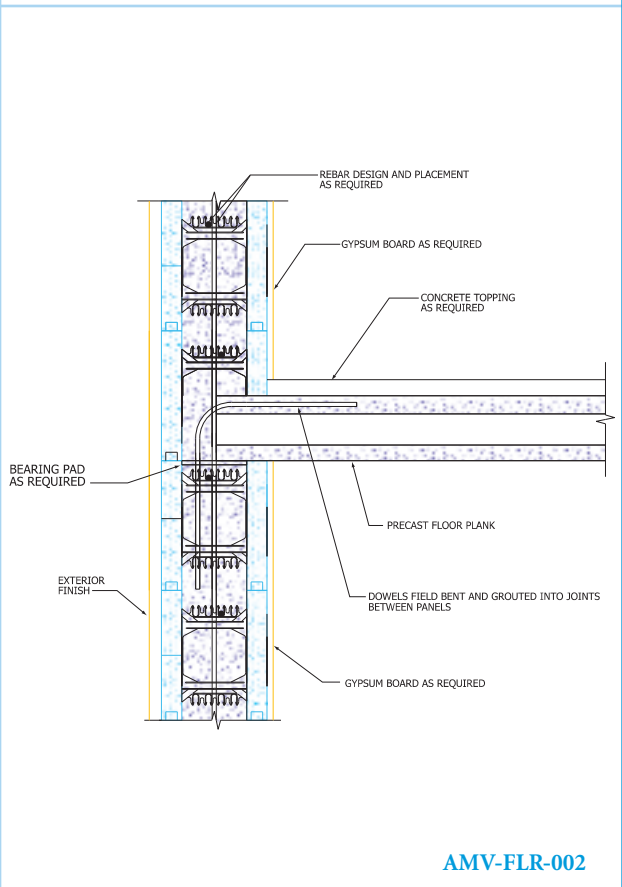 REBAR DESIGN AND PLACEMENT
AS REQUIRED
GYPSUM BOARD AS REQUIRED
CONCRETE TOPPING
AS REQUIRED
BEARING PAD
AS REQUIRED
PRECAST FLOOR PLANK
EXTERIOR
FINISH
DOWELS FIELD BENT AND GROUTED INTO JOINTS
BETWEEN PANELS
GYPSUM BOARD AS REQUIRED
AMV-FLR-002